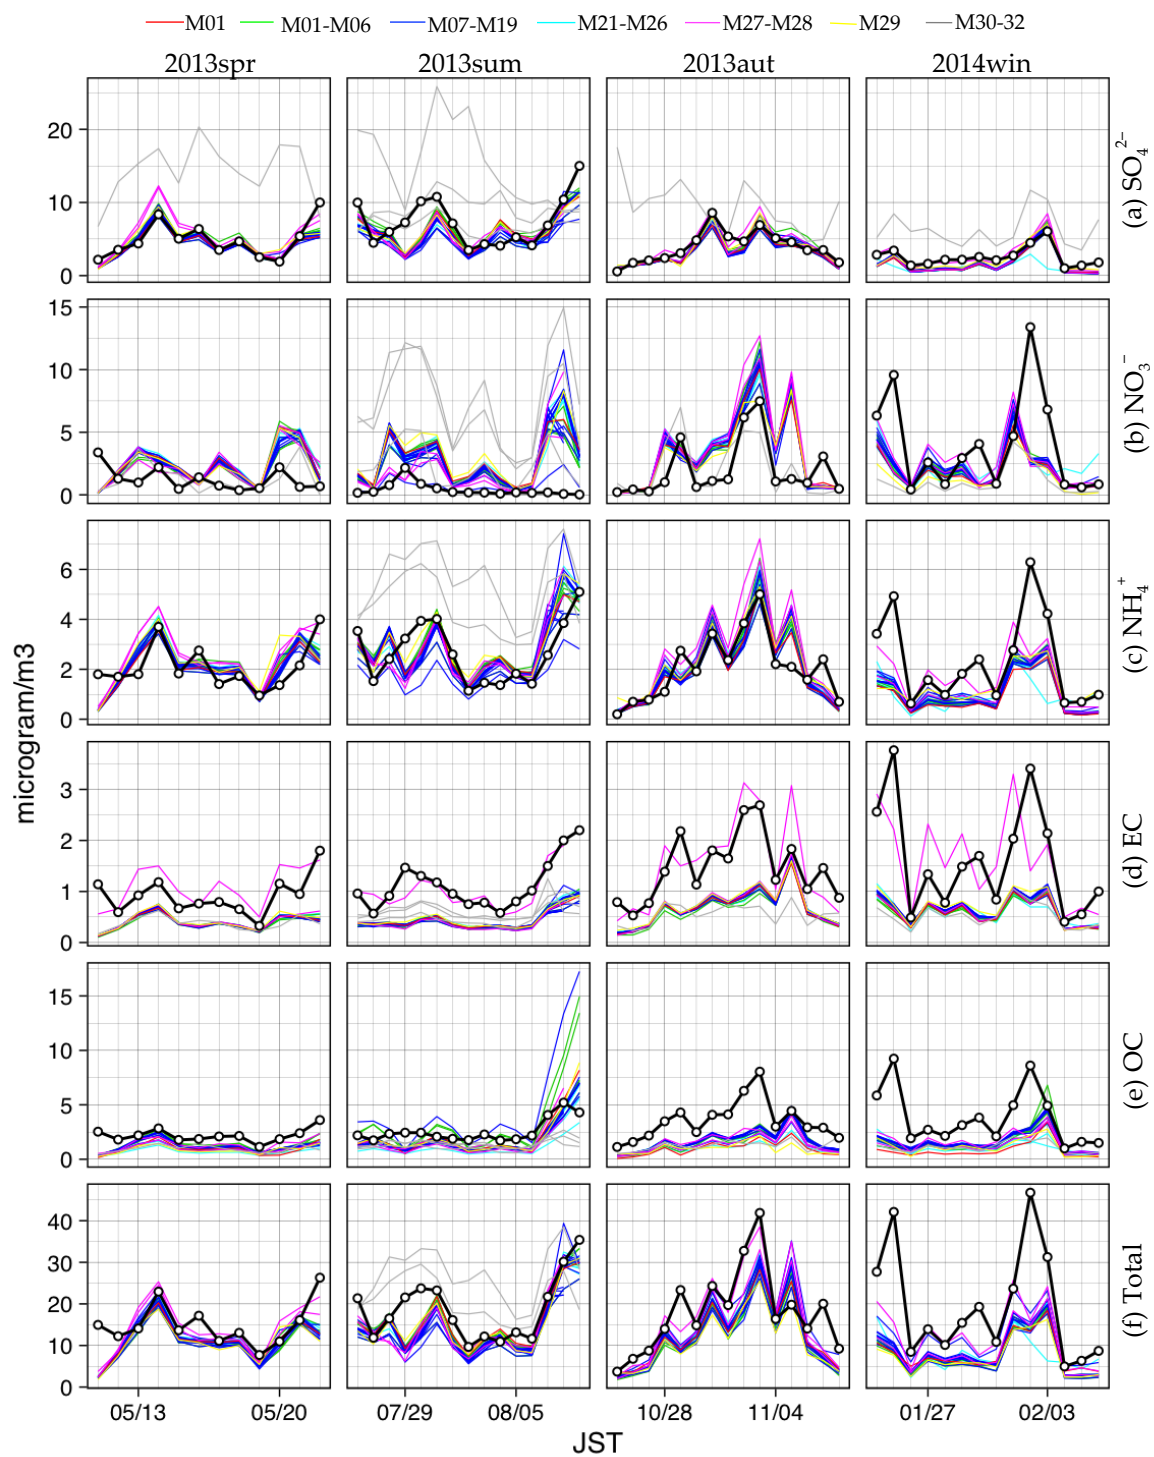 M01 M01-M06 M07-M19 M21-M26 M27-M28 M29 M30-32
2013spr 2013sum 2013aut 2014win
20
10
0
(a) SO₄²⁻
15
10
5
0
(b) NO₃⁻
6
4
2
0
(c) NH₄⁺
microgram/m3
3
2
1
0
(d) EC
15
10
5
0
(e) OC
40
30
20
10
0
(f) Total
05/13 05/20 07/29 08/05 10/28 11/04 01/27 02/03
JST